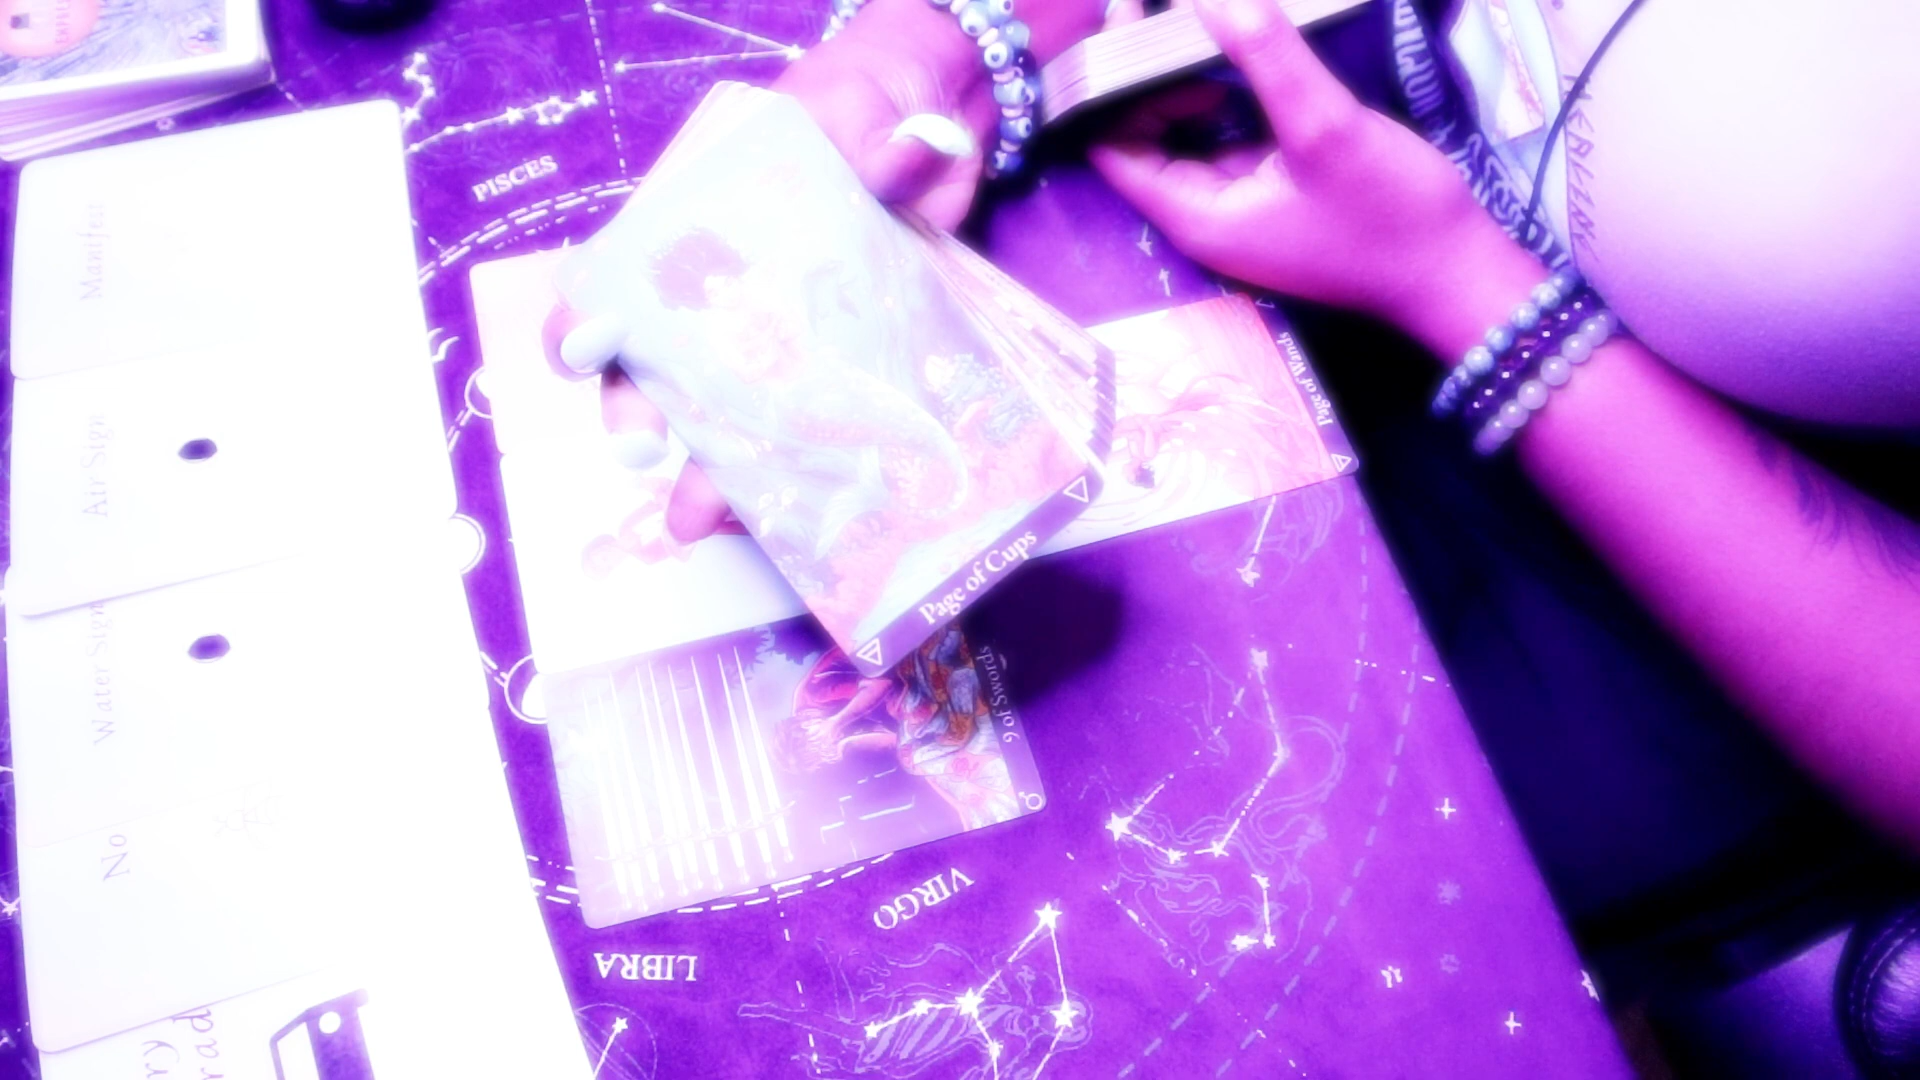 PISCES
Manifest
Air Sign
Water Sign
No
Page of Wands
Page of Cups
9 of Swords
VIRGO
LIBRA